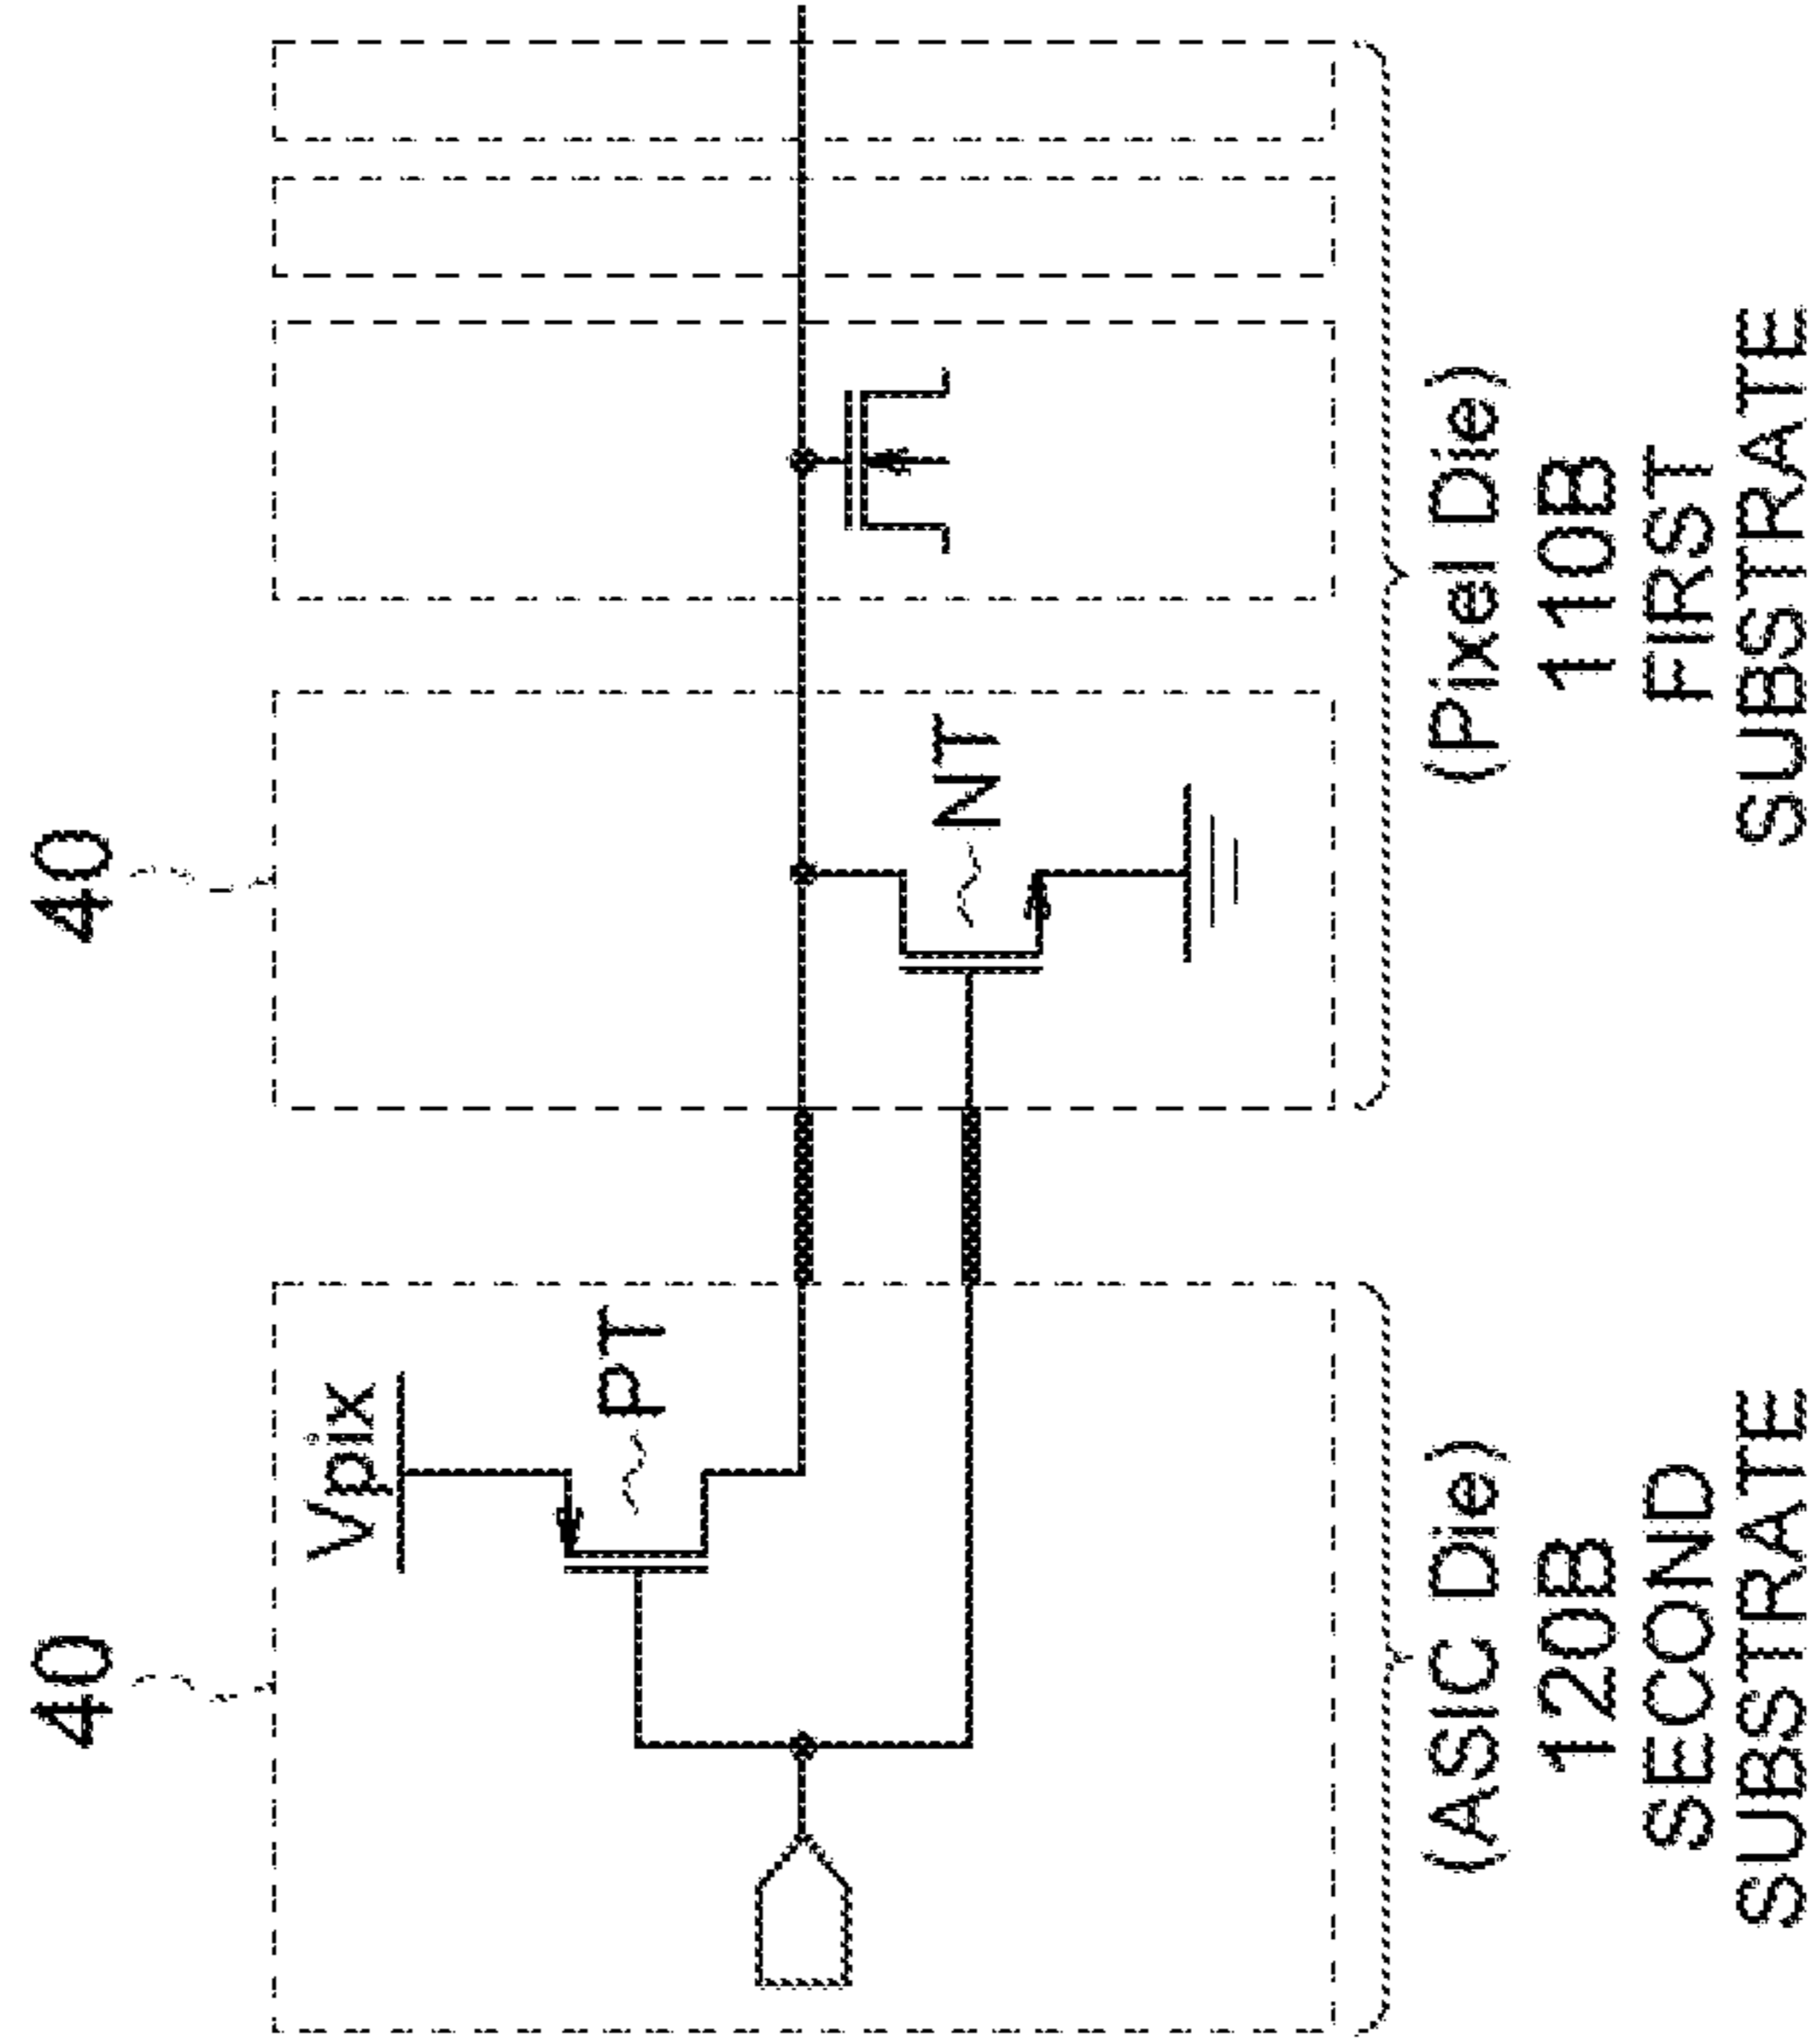 40
40
Vpix
PT
NT
(ASIC Die)
120B
SECOND
SUBSTRATE
(Pixel Die)
110B
FIRST
SUBSTRATE